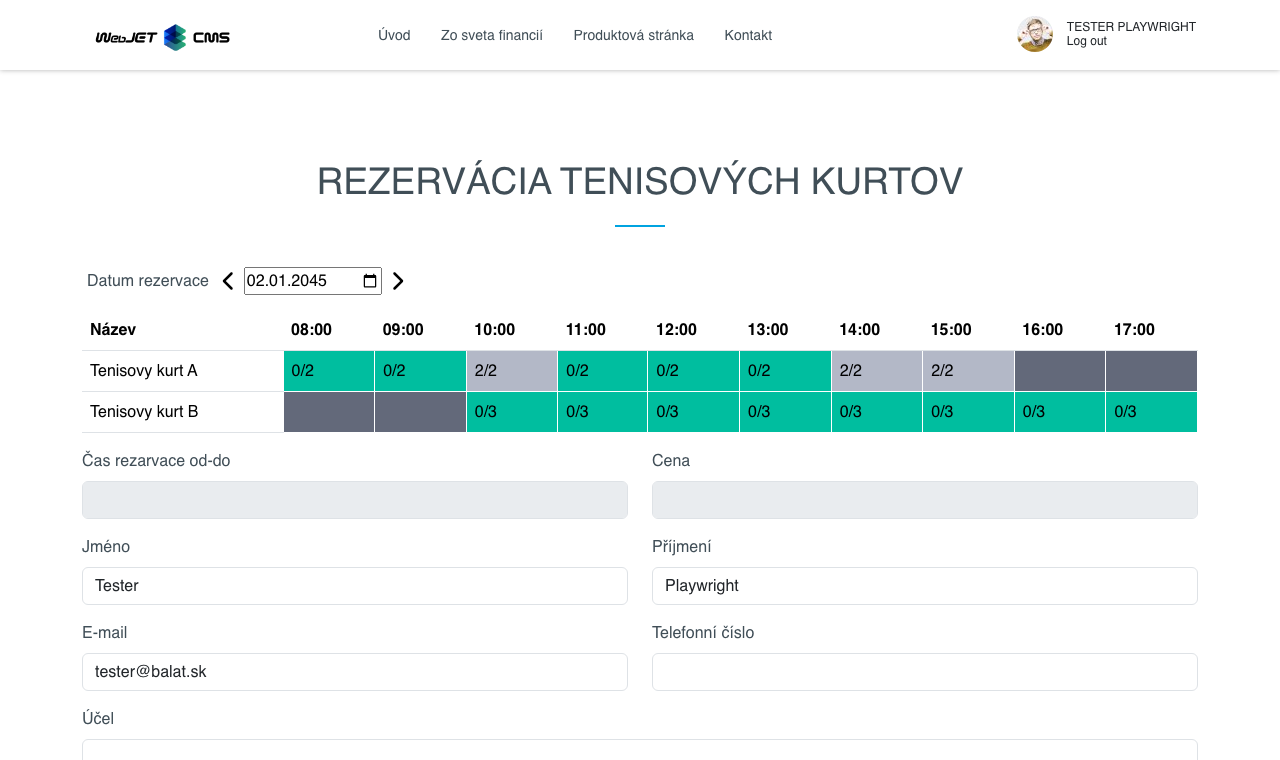 WebJET CMS
Úvod Zo sveta financií Produktová stránka Kontakt
TESTER PLAYWRIGHT
Log out
REZERVÁCIA TENISOVÝCH KURTOV
Datum rezervace 02.01.2045
Název 08:00 09:00 10:00 11:00 12:00 13:00 14:00 15:00 16:00 17:00
Tenisovy kurt A 0/2 0/2 2/2 0/2 0/2 0/2 2/2 2/2
Tenisovy kurt B 0/3 0/3 0/3 0/3 0/3 0/3 0/3 0/3
Čas rezarvace od-do Cena
Jméno Příjmení
Tester Playwright
E-mail Telefonní číslo
tester@balat.sk
Účel